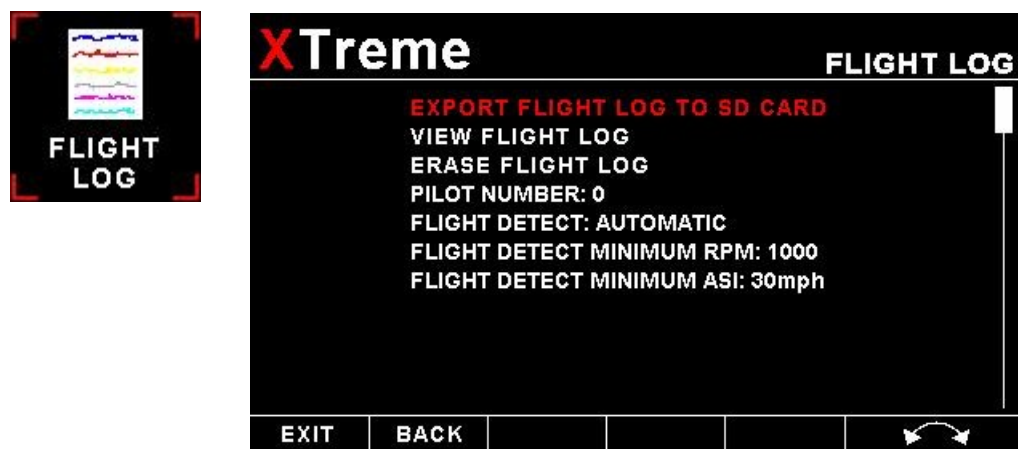 FLIGHT
LOG
XTreme
FLIGHT LOG
EXPORT FLIGHT LOG TO SD CARD
VIEW FLIGHT LOG
ERASE FLIGHT LOG
PILOT NUMBER: 0
FLIGHT DETECT: AUTOMATIC
FLIGHT DETECT MINIMUM RPM: 1000
FLIGHT DETECT MINIMUM ASI: 30mph
EXIT BACK